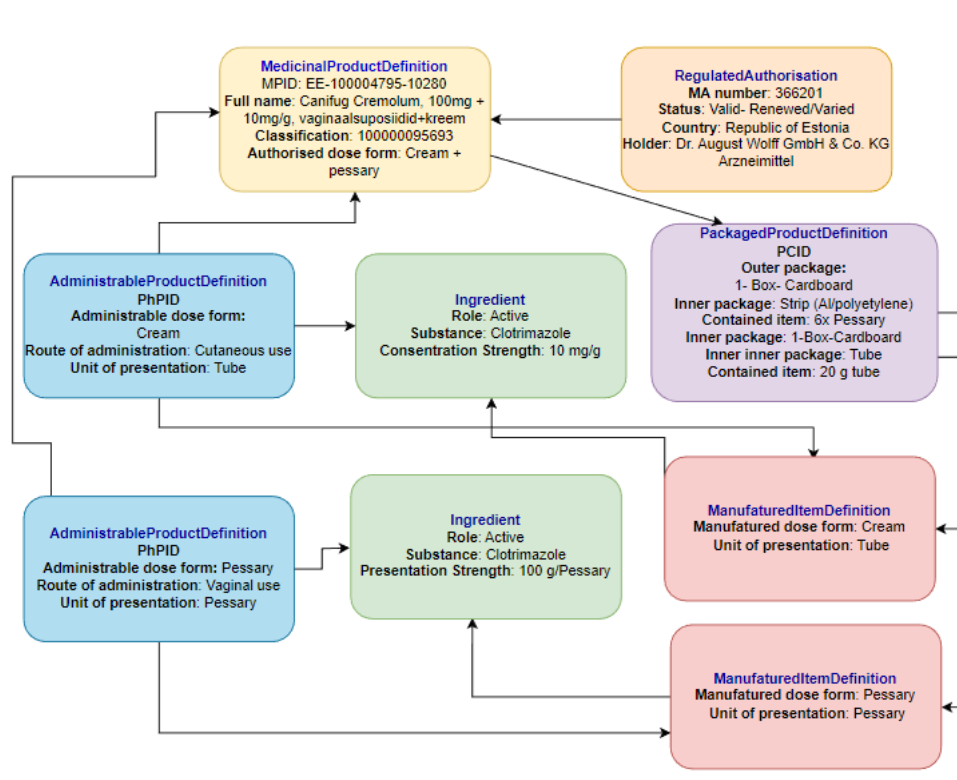 MedicinalProductDefinition
MPID: EE-100004795-10280
Full name: Canifug Cremolum, 100mg +
10mg/g, vaginaalsuposiidid+kreem
Classification: 100000095693
Authorised dose form: Cream +
pessary
RegulatedAuthorisation
MA number: 366201
Status: Valid- Renewed/Varied
Country: Republic of Estonia
Holder: Dr. August Wolff GmbH & Co. KG
Arzneimittel
AdministrableProductDefinition
PhPID
Administrable dose form:
Cream
Route of administration: Cutaneous use
Unit of presentation: Tube
Ingredient
Role: Active
Substance: Clotrimazole
Consentration Strength: 10 mg/g
PackagedProductDefinition
PCID
Outer package:
1- Box- Cardboard
Inner package: Strip (Al/polyetylene)
Contained item: 6x Pessary
Inner package: 1-Box-Cardboard
Inner inner package: Tube
Contained item: 20 g tube
AdministrableProductDefinition
PhPID
Administrable dose form: Pessary
Route of administration: Vaginal use
Unit of presentation: Pessary
Ingredient
Role: Active
Substance: Clotrimazole
Presentation Strength: 100 g/Pessary
ManufaturedItemDefinition
Manufatured dose form: Cream
Unit of presentation: Tube
ManufaturedItemDefinition
Manufatured dose form: Pessary
Unit of presentation: Pessary